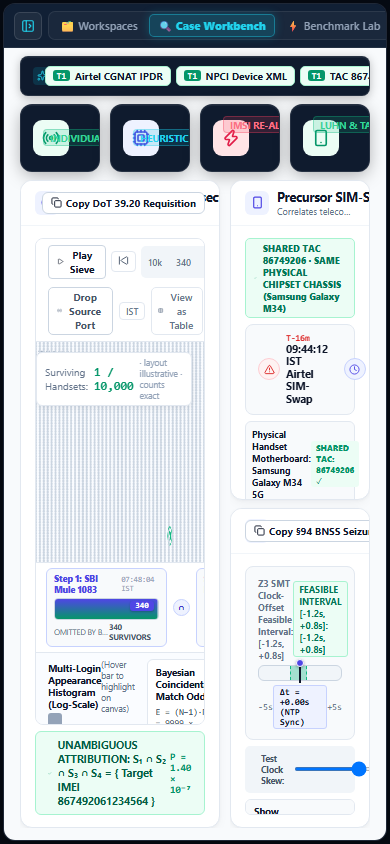 Workspaces
Case Workbench
Benchmark Lab
T1 Airtel CGNAT IPDR
T1 NPCI Device XML
T1 TAC 867
INDIVIDUA
HEURISTIC
IMSI RE-AL
LUHN & TA
Copy DoT 39.20 Requisition
Play Sieve
10k 340
Drop Source Port
IST
View as Table
Surviving Handsets:
1 / 10,000
- layout illustrative - counts exact
Step 1: SBI Mule 1083
07:48:04 IST
340
OMITTED BY B...
340 SURVIVORS
Multi-Login Appearance Histogram (Log-Scale)
(Hover bar to highlight on canvas)
Bayesian Coincident Match Odd
UNAMBIGUOUS ATTRIBUTION: S₁ ∩ S₂ ∩ S₃ ∩ S₄ = { Target IMEI 867492061234564 }
P = 1.40 × 10⁻⁷
Precursor SIM-S
Correlates teleco...
SHARED TAC 86749206 · SAME PHYSICAL CHIPSET CHASSIS (Samsung Galaxy M34)
T-16m
09:44:12 IST
Airtel SIM-Swap
Physical Handset Motherboard: Samsung Galaxy M34 5G
SHARED TAC: 86749206 ✓
Copy §94 BNSS Seizu
Z3 SMT Clock-Offset Feasible Interval: [-1.2s, +0.8s]
FEASIBLE INTERVAL [-1.2s, +0.8s]: [-1.2s, +0.8s]
-5s
Δt = +0.00s (NTP Sync)
+5s
Test Clock Skew:
Show